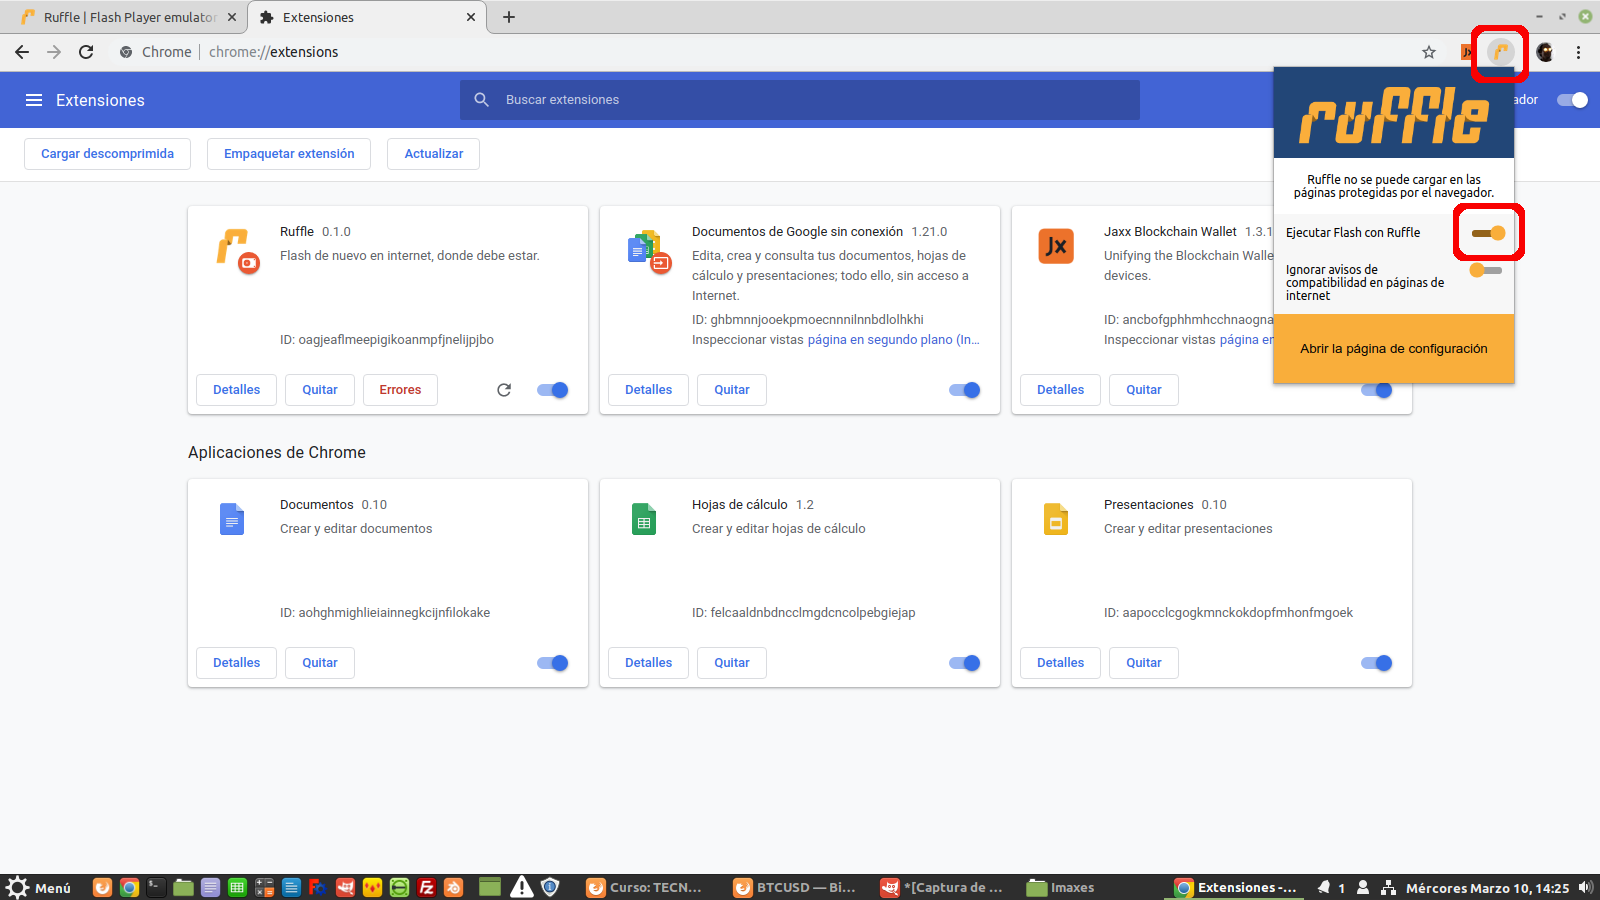 Ruffle | Flash Player emulator
Extensiones
Chrome
chrome://extensions
Jx
Extensiones
Buscar extensiones
ador
Cargar descomprimida
Empaquetar extensión
Actualizar
ruffle
Ruffle no se puede cargar en las
páginas protegidas por el navegador.
Ejecutar Flash con Ruffle
Ignorar avisos de
compatibilidad en páginas de
internet
Abrir la página de configuración
Ruffle 0.1.0
Flash de nuevo en internet, donde debe estar.
ID: oagjeaflmeepigikoanmpfjnelijpjbo
Detalles
Quitar
Errores
Documentos de Google sin conexión 1.21.0
Edita, crea y consulta tus documentos, hojas de
cálculo y presentaciones; todo ello, sin acceso a
Internet.
ID: ghbmnnjooekpmoecnnnilnnbdlolhkhi
Inspeccionar vistas página en segundo plano (In...
Detalles
Quitar
Jx
Jaxx Blockchain Wallet 1.3.1
Unifying the Blockchain Walle
devices.
ID: ancbofgphhmhcchnaogna
Inspeccionar vistas página en
Detalles
Quitar
Aplicaciones de Chrome
Documentos 0.10
Crear y editar documentos
ID: aohghmighlieiainnegkcijnfilokake
Detalles
Quitar
Hojas de cálculo 1.2
Crear y editar hojas de cálculo
ID: felcaaldnbdncclmgdcncolpebgiejap
Detalles
Quitar
Presentaciones 0.10
Crear y editar presentaciones
ID: aapocclcgogkmnckokdopfmhonfmgoek
Detalles
Quitar
Menú
Fz
Curso: TECN...
BTCUSD — Bi...
*[Captura de ...
Imaxes
Extensiones -...
1
Mércores Marzo 10, 14:25